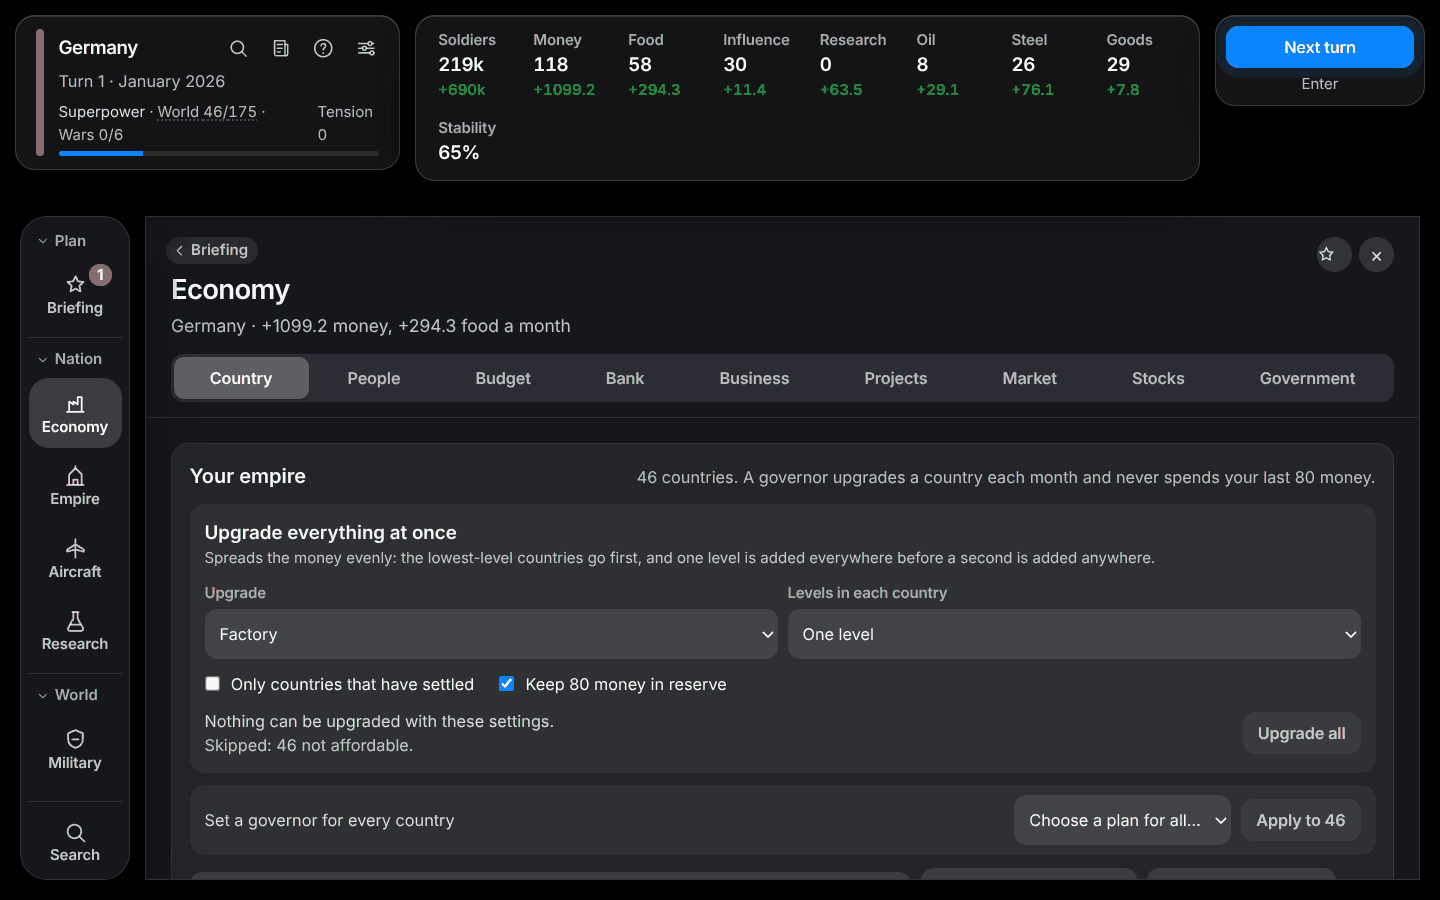 Germany
Turn 1 · January 2026
Superpower · World 46/175 ·
Wars 0/6
Tension
0
Soldiers
219k
+690k
Money
118
+1099.2
Food
58
+294.3
Influence
30
+11.4
Research
0
+63.5
Oil
8
+29.1
Steel
26
+76.1
Goods
29
+7.8
Stability
65%
Next turn
Enter
Plan
1
Briefing
Nation
Economy
Empire
Aircraft
Research
World
Military
Search
Briefing
Economy
Germany · +1099.2 money, +294.3 food a month
Country
People
Budget
Bank
Business
Projects
Market
Stocks
Government
Your empire
46 countries. A governor upgrades a country each month and never spends your last 80 money.
Upgrade everything at once
Spreads the money evenly: the lowest-level countries go first, and one level is added everywhere before a second is added anywhere.
Upgrade
Levels in each country
Factory
One level
Only countries that have settled
Keep 80 money in reserve
Nothing can be upgraded with these settings.
Skipped: 46 not affordable.
Upgrade all
Set a governor for every country
Choose a plan for all...
Apply to 46